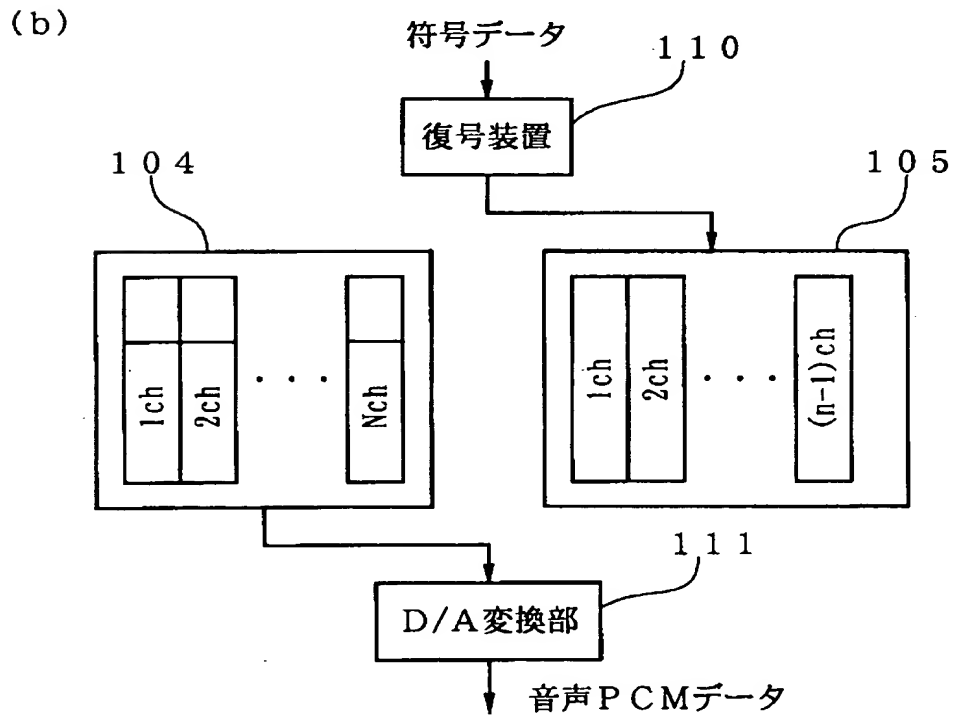 (b)
符号データ
110
復号装置
104
105
1ch
2ch
・・・
Nch
1ch
2ch
・・・
(n-1)ch
111
D/A変換部
音声PCMデータ